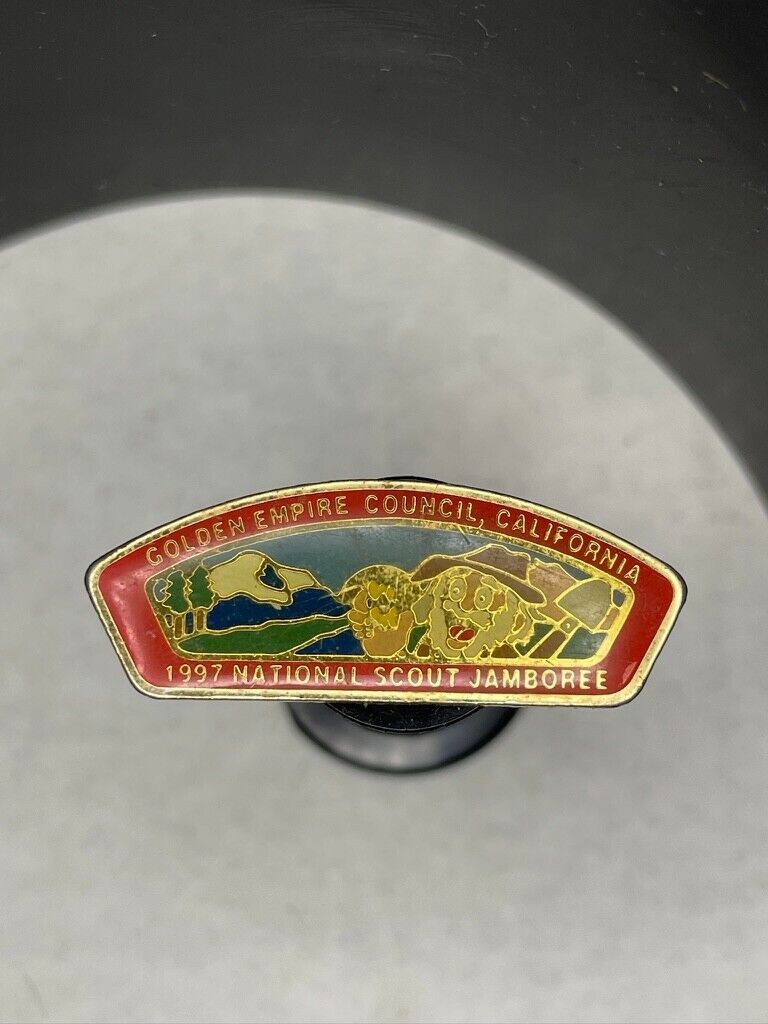 GOLDEN EMPIRE COUNCIL, CALIFORNIA
1997 NATIONAL SCOUT JAMBOREE